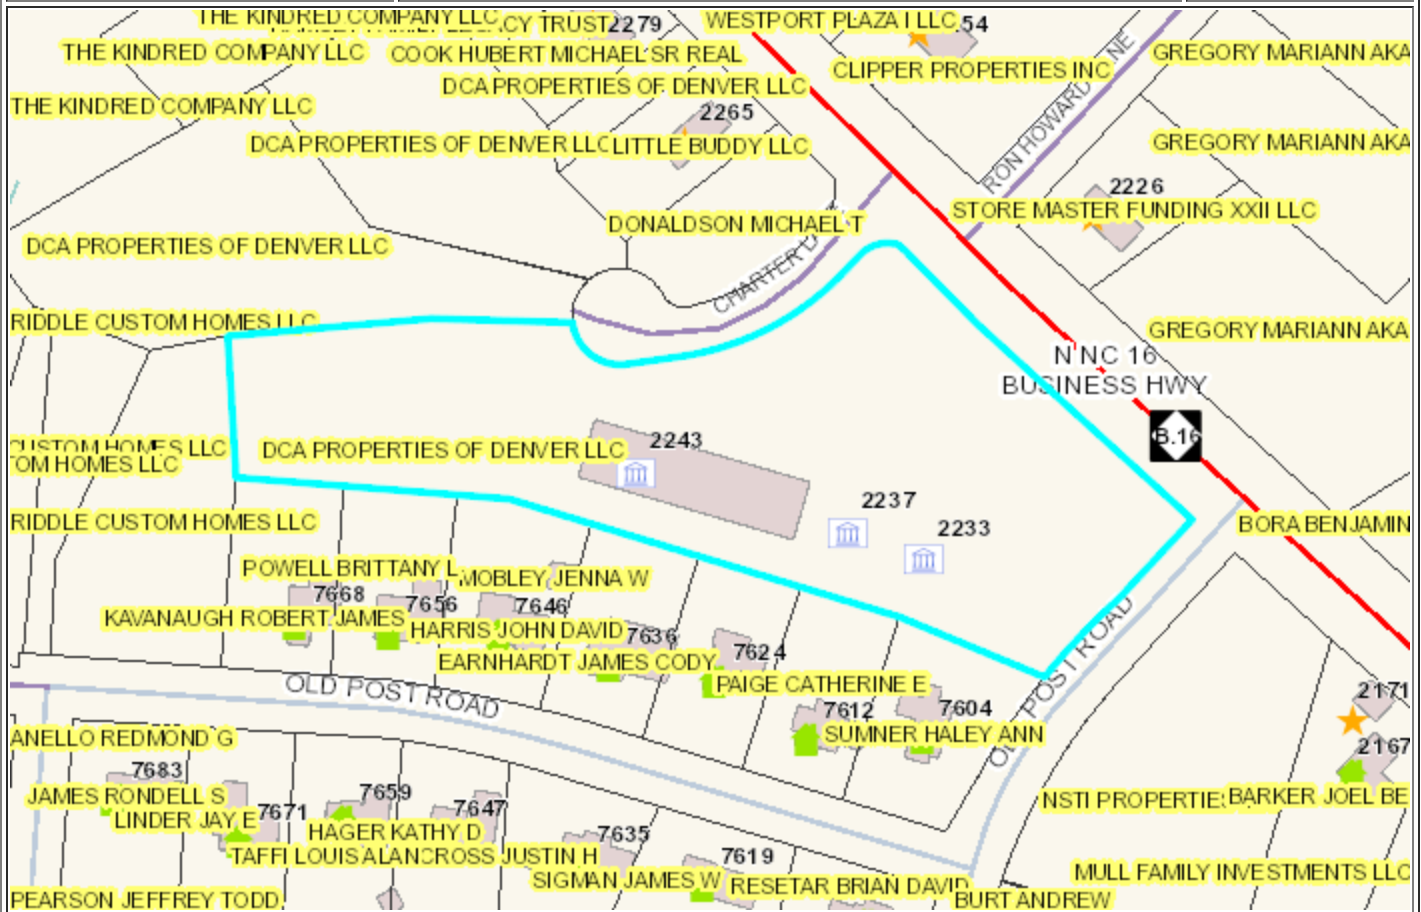 THE KINDRED COMPANY LLC
CY TRUST
2279
WESTPORT PLAZA I LLC
54
THE KINDRED COMPANY LLC
COOK HUBERT MICHAEL SR REAL
CLIPPER PROPERTIES INC
GREGORY MARIANN AKA
DCA PROPERTIES OF DENVER LLC
THE KINDRED COMPANY LLC
2265
RON HOWARD
DCA PROPERTIES OF DENVER LLC
LITTLE BUDDY LLC
GREGORY MARIANN AKA
2226
STORE MASTER FUNDING XXII LLC
DONALDSON MICHAEL T
CHARTER
DCA PROPERTIES OF DENVER LLC
RIDDLE CUSTOM HOMES LLC
GREGORY MARIANN AKA
N NC 16
BUSINESS HWY
B.16
CUSTOM HOMES LLC
OM HOMES LLC
DCA PROPERTIES OF DENVER LLC
2243
2237
2233
RIDDLE CUSTOM HOMES LLC
BORA BENJAMIN
POWELL BRITTANY L
MOBLEY JENNA W
7668
7656
7646
KAVANAUGH ROBERT JAMES
HARRIS JOHN DAVID
7636
7624
EARNHARDT JAMES CODY
PAIGE CATHERINE E
OLD POST ROAD
POST ROAD
7612
7604
SUMNER HALEY ANN
2171
2167
ANELLO REDMOND G
7683
JAMES RONDELL S
LINDER JAY E
7671
7659
7647
HAGER KATHY D
TAFFI LOUIS ALAN
CROSS JUSTIN H
7635
7619
SIGMAN JAMES W
RESETAR BRIAN DAVID
NSTI PROPERTIE
BARKER JOEL BE
MULL FAMILY INVESTMENTS LLC
PEARSON JEFFREY TODD
BURT ANDREW